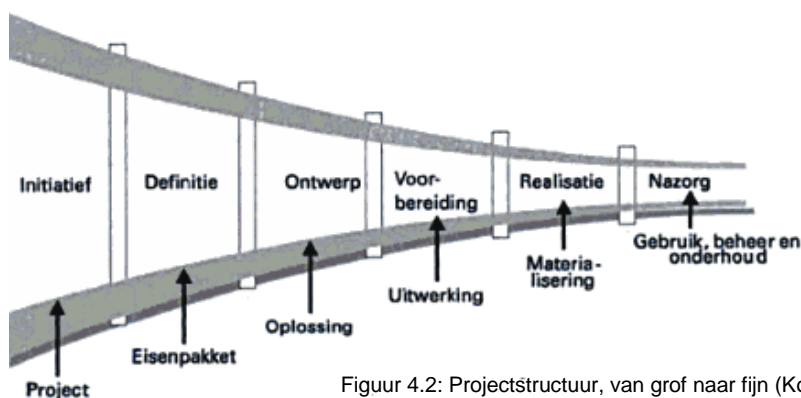 Initiatief
Definitie
Ontwerp
Voor-
bereiding
Realisatie
Nazorg
Project
Eisenpakket
Oplossing
Uitwerking
Materia-
lisering
Gebruik, beheer en
onderhoud
Figuur 4.2: Projectstructuur, van grof naar fijn (Ko